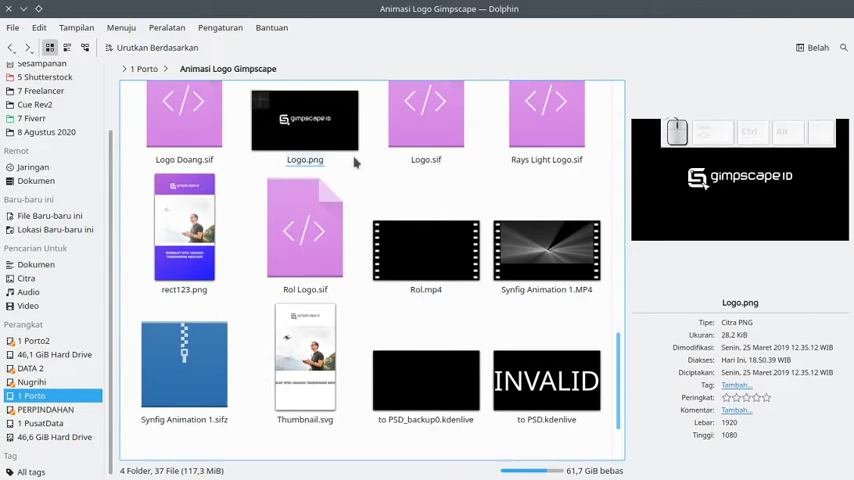 Animasi Logo Gimpscape — Dolphin
File Edit Tampilan Menuju Peralatan Pengaturan Bantuan
Urutkan Berdasarkan Belah
1 Porto Animasi Logo Gimpscape
Sesampahan
5 Shutterstock
7 Freelancer
Cue Rev2
7 Fiverr
8 Agustus 2020
Remot
Jaringan
Dokumen
Baru-baru ini
File Baru-baru ini
Lokasi Baru-baru ini
Pencarian Untuk
Dokumen
Citra
Audio
Video
Perangkat
1 Porto2
46,1 GiB Hard Drive
DATA 2
Nugrihi
1 Porto
PERPINDAHAN
1 PusatData
46,6 GiB Hard Drive
Tag
All tags
gimpscape ID
Logo Doang.sif Logo.png Logo.sif Rays Light Logo.sif
gimpscape
rect123.png Rol Logo.sif Rol.mp4 Synfig Animation 1.MP4
gimpscape
INVALID
Synfig Animation 1.sifz Thumbnail.svg to PSD_backup0.kdenlive to PSD.kdenlive
4 Folder, 37 File (117,3 MiB) 61,7 GiB bebas
Ctrl Alt
gimpscape ID
Logo.png
Tipe: Citra PNG
Ukuran: 28,2 KiB
Dimodifikasi: Senin, 25 Maret 2019 12.35.12 WIB
Diakses: Hari Ini, 18.50.39 WIB
Diciptakan: Senin, 25 Maret 2019 12.35.12 WIB
Tag: Tambah...
Peringkat:
Komentar: Tambah...
Lebar: 1920
Tinggi: 1080